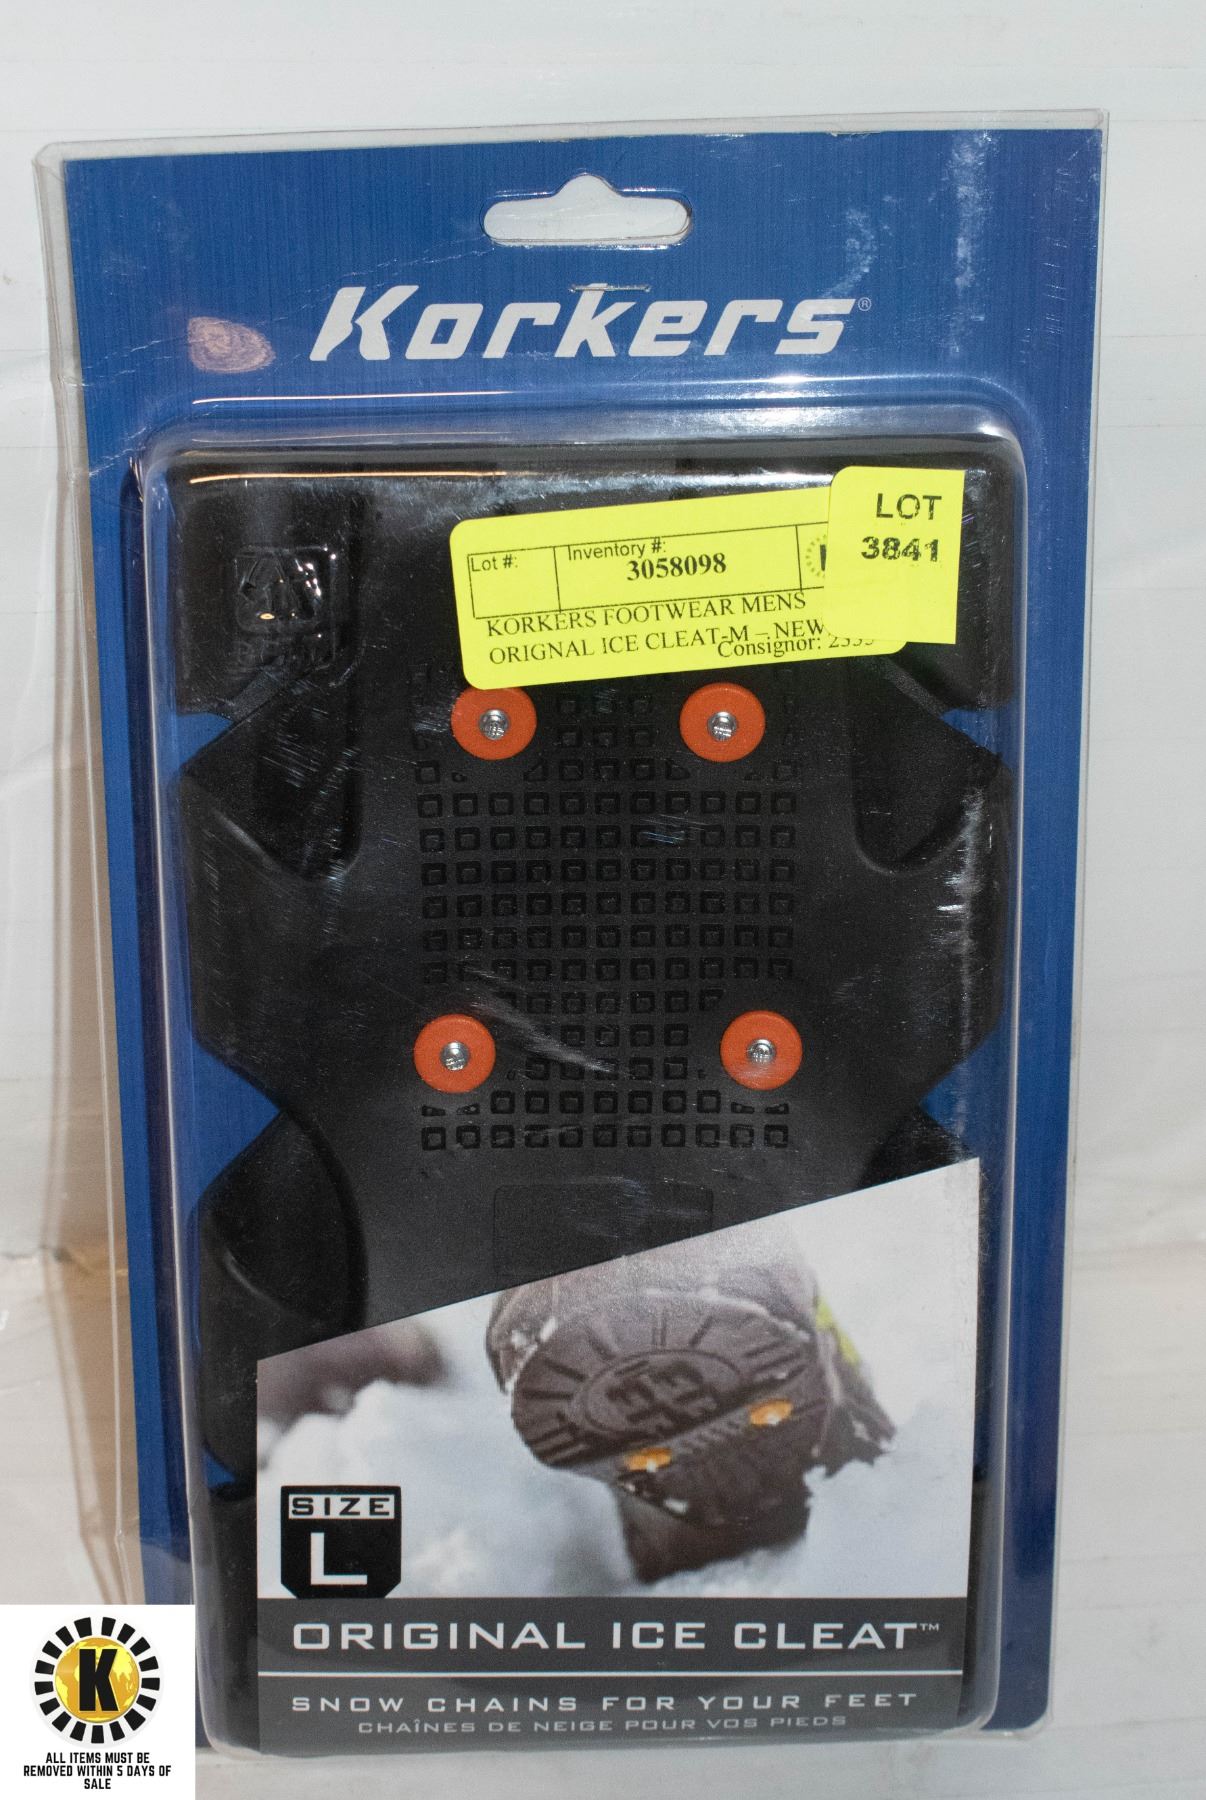 Korkers®
LOT
3841
Lot #:
Inventory #:
3058098
KORKERS FOOTWEAR MENS
ORIGNAL ICE CLEAT-M – NEW
Consignor:
SIZE
L
ORIGINAL ICE CLEAT™
SNOW CHAINS FOR YOUR FEET
CHAÎNES DE NEIGE POUR VOS PIEDS
K
ALL ITEMS MUST BE
REMOVED WITHIN 5 DAYS OF
SALE